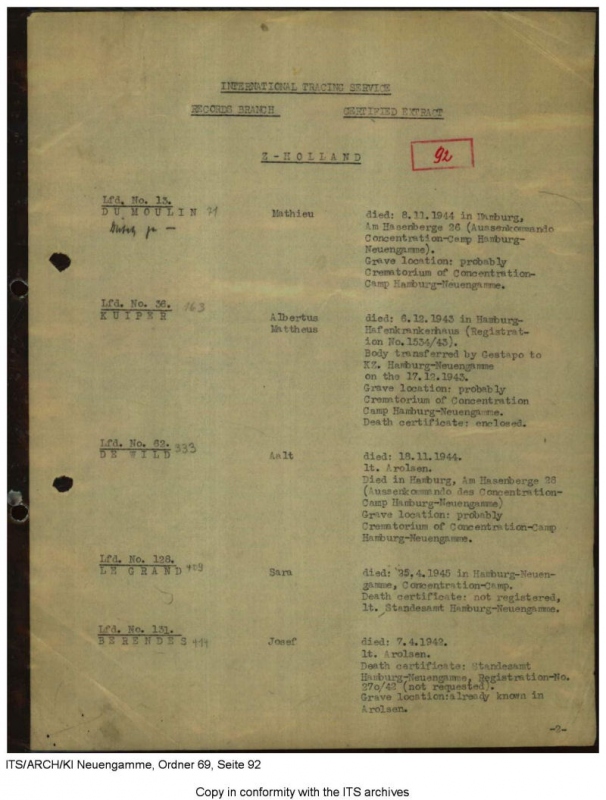 INTERNATIONAL TRACING SERVICE
RECORDS BRANCH CERTIFIED EXTRACT
Z-HOLLAND
92
Lfd. No. 13.
DU MOULIN Mathieu died: 8.11.1944 in Hamburg,
Am Hasenberge 26 (Aussenkommando
Concentration-Camp Hamburg-
Neuengamme).
Grave location: probably
Crematorium of Concentration-
Camp Hamburg-Neuengamme.
Lfd. No. 36. 163
KUIPER Albertus died: 6.12.1943 in Hamburg-
Mattheus Hafenkrankenhaus (Registrat-
ion No. 1534/43).
Body transferred by Gestapo to
KZ. Hamburg-Neuengamme
on the 17.12.1943.
Grave location: probably
Crematorium of Concentration
Camp Hamburg-Neuengamme.
Death certificate: enclosed.
Lfd. No. 62. 333
DE WILD Aalt died: 18.11.1944.
lt. Arolsen.
Died in Hamburg, Am Hasenberge 26
(Aussenkommando des Concentration-
Camp Hamburg-Neuengamme)
Grave location: probably
Crematorium of Concentration-Camp
Hamburg-Neuengamme.
Lfd. No. 128.
LE GRAND Sara died: 25.4.1945 in Hamburg-Neuen-
gamme, Concentration-Camp.
Death certificate: not registered,
lt. Standesamt Hamburg-Neuengamme.
Lfd. No. 131.
BERENDES Josef died: 7.4.1942.
lt. Arolsen.
Death certificate: Standesamt
Hamburg-Neuengamme, Registration-No.
27o/42 (not requested).
Grave location:already known in
Arolsen.
-2-
ITS/ARCH/KI Neuengamme, Ordner 69, Seite 92
Copy in conformity with the ITS archives